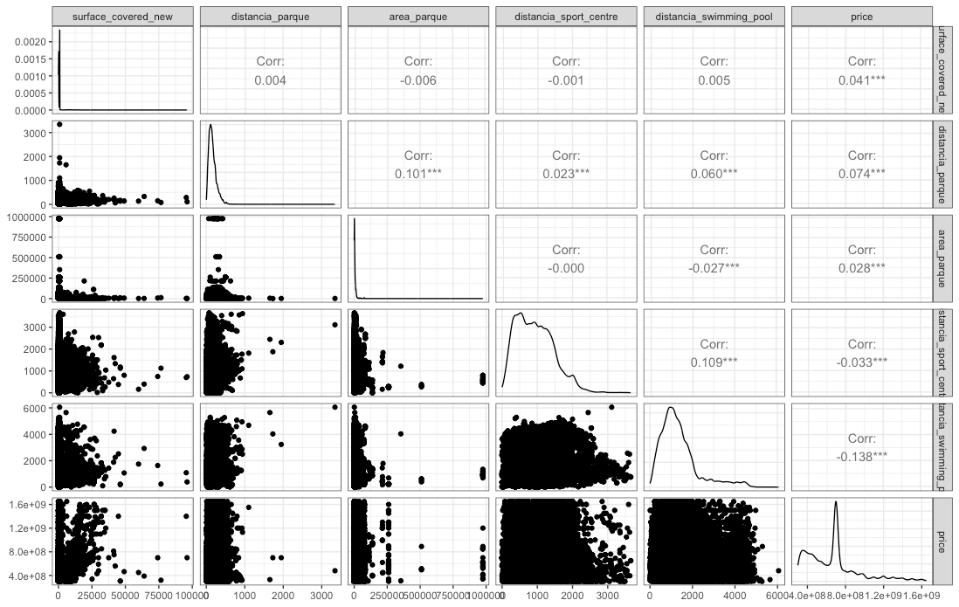 surface_covered_new distancia_parque area_parque distancia_sport_centre distancia_swimming_pool price
0.0020
0.0015
0.0010
0.0005
0.0000
Corr:
0.004
Corr:
-0.006
Corr:
-0.001
Corr:
0.005
Corr:
0.041***
3000
2000
1000
0
Corr:
0.101***
Corr:
0.023***
Corr:
0.060***
Corr:
0.074***
distancia_parque
1000000
750000
500000
250000
0
Corr:
-0.000
Corr:
-0.027***
Corr:
0.028***
area_parque
3000
2000
1000
0
Corr:
0.109***
Corr:
-0.033***
6000
4000
2000
0
Corr:
-0.138***
price
1.6e+09
1.2e+09
8.0e+08
4.0e+08
0 25000 50000 75000 100000 0 1000 2000 3000 0 250000 500000 750000 1000000 0 1000 2000 3000 0 2000 4000 6000 4.0e+08 8.0e+08 1.2e+09 1.6e+09